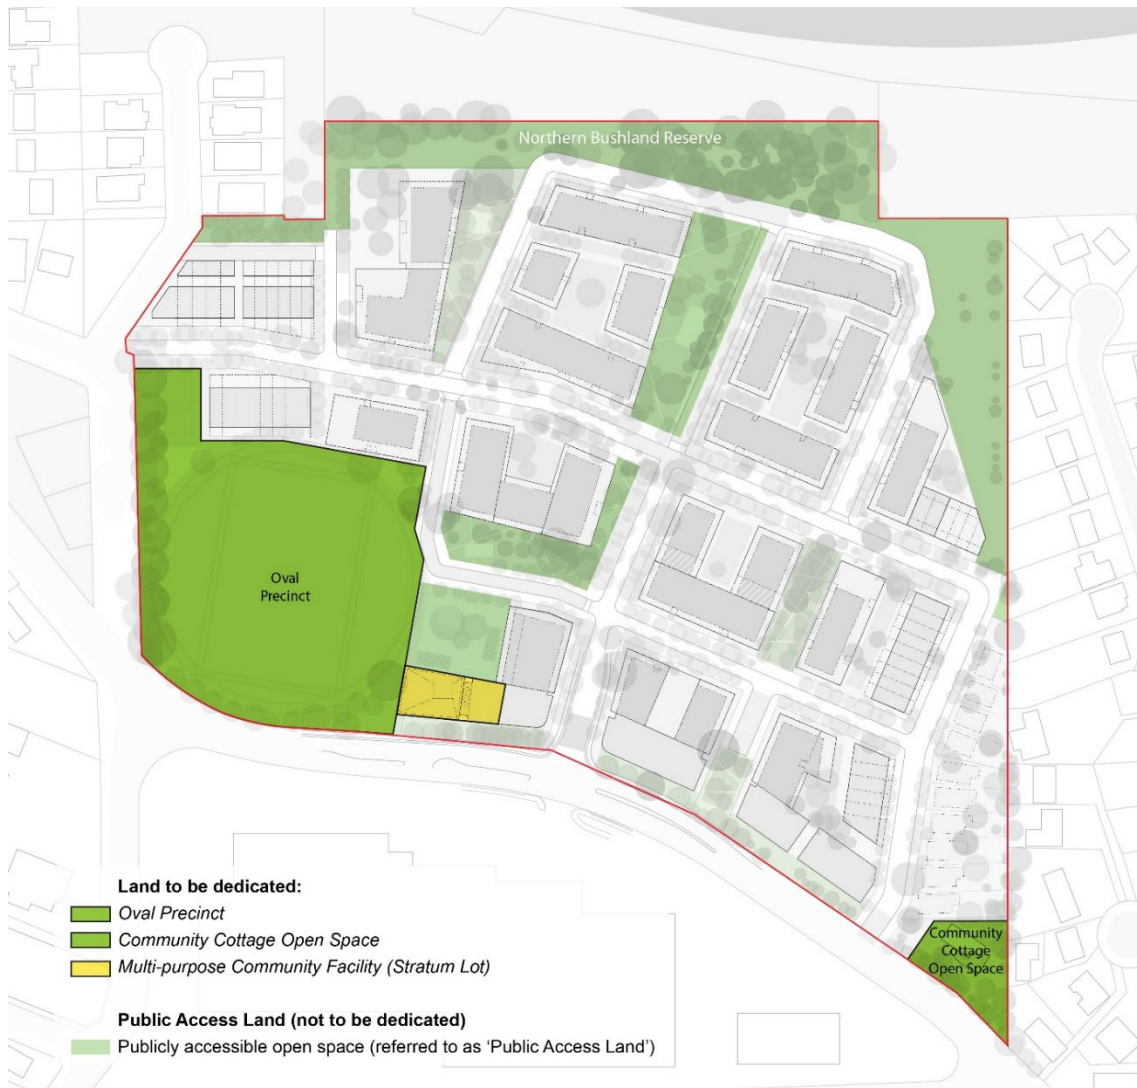 Northern Bushland Reserve
Oval
Precinct
Community
Cottage
Open Space
Land to be dedicated:
Oval Precinct
Community Cottage Open Space
Multi-purpose Community Facility (Stratum Lot)
Public Access Land (not to be dedicated)
Publicly accessible open space (referred to as ‘Public Access Land’)